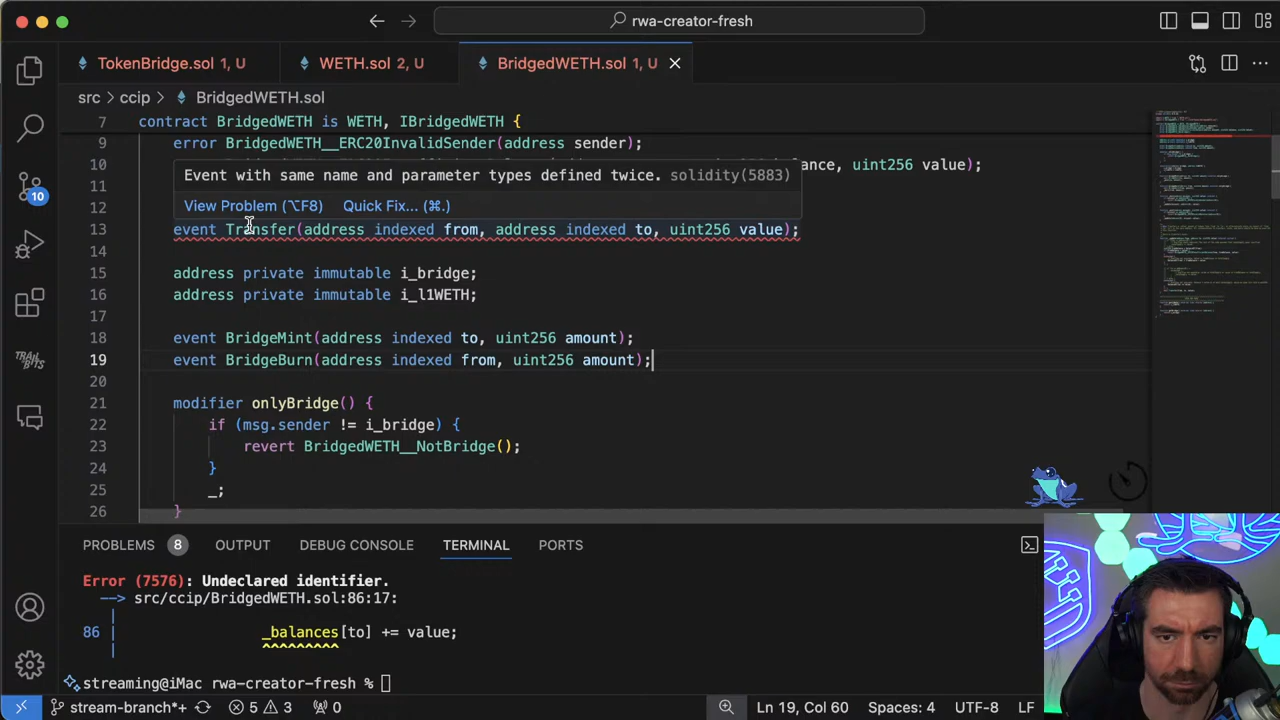 rwa-creator-fresh
TokenBridge.sol 1, U
WETH.sol 2, U
BridgedWETH.sol 1, U
src > ccip > BridgedWETH.sol
7 contract BridgedWETH is WETH, IBridgedWETH {
9 error BridgedWETH__ERC20InvalidSender(address sender);
10 balance, uint256 value);
11
Event with same name and parameter types defined twice. solidity(5883)
12
View Problem (⌥F8) Quick Fix... (⌘.)
13 event Transfer(address indexed from, address indexed to, uint256 value);
14
15 address private immutable i_bridge;
16 address private immutable i_l1WETH;
17
18 event BridgeMint(address indexed to, uint256 amount);
19 event BridgeBurn(address indexed from, uint256 amount);
20
21 modifier onlyBridge() {
22 if (msg.sender != i_bridge) {
23 revert BridgedWETH__NotBridge();
24 }
25 _;
26 }
PROBLEMS 8 OUTPUT DEBUG CONSOLE TERMINAL PORTS
Error (7576): Undeclared identifier.
--> src/ccip/BridgedWETH.sol:86:17:
|
86 | _balances[to] += value;
| ^^^^^^^^^
streaming@iMac rwa-creator-fresh %
10
TRAIL BITS
stream-branch*+ 5 3 0 Ln 19, Col 60 Spaces: 4 UTF-8 LF